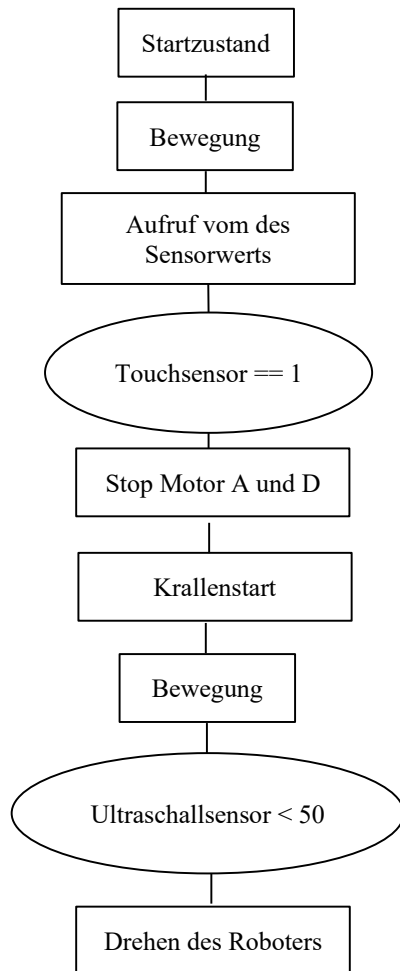 Startzustand
Bewegung
Aufruf vom des
Sensorwerts
Touchsensor == 1
Stop Motor A und D
Krallenstart
Bewegung
Ultraschallsensor < 50
Drehen des Roboters